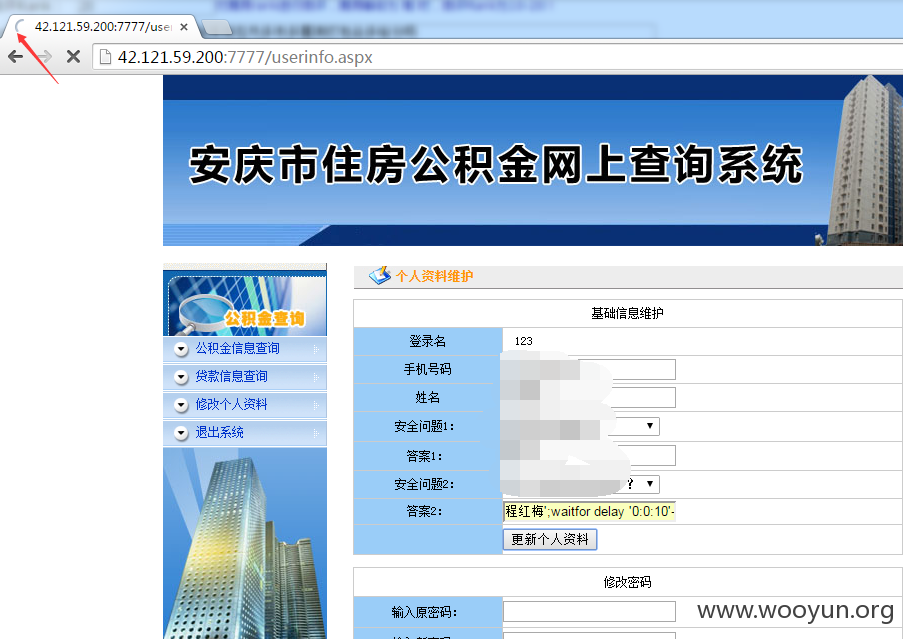 42.121.59.200:7777/user
42.121.59.200:7777/userinfo.aspx
安庆市住房公积金网上查询系统
公积金查询
公积金信息查询
贷款信息查询
修改个人资料
退出系统
个人资料维护
基础信息维护
登录名 123
手机号码
姓名
安全问题1:
答案1:
安全问题2: ?
答案2: 程红梅';waitfor delay '0:0:10'-
更新个人资料
修改密码
输入原密码:
www.wooyun.org